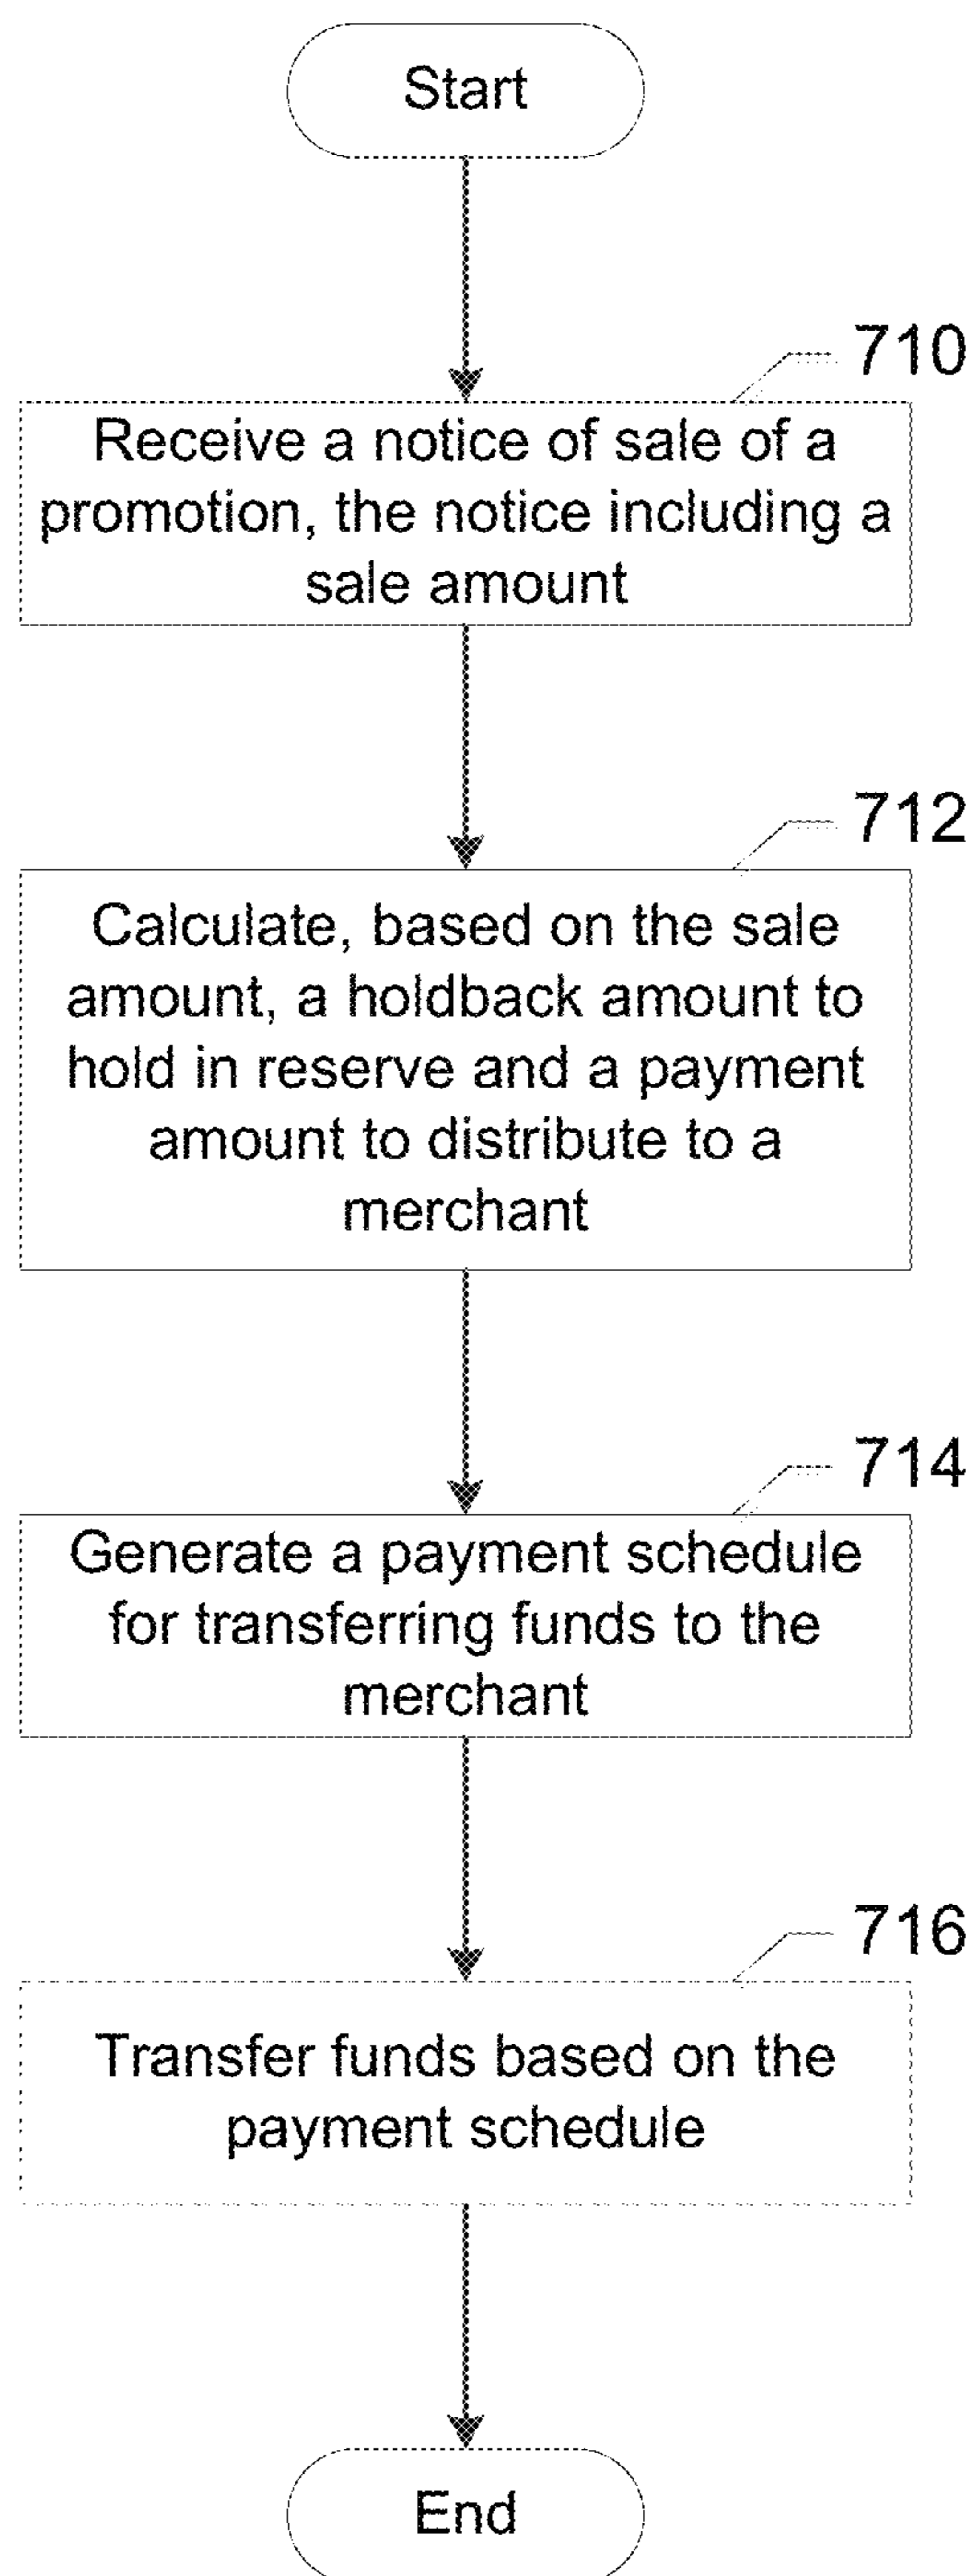 Start
710
Receive a notice of sale of a
promotion, the notice including a
sale amount
712
Calculate, based on the sale
amount, a holdback amount to
hold in reserve and a payment
amount to distribute to a
merchant
714
Generate a payment schedule
for transferring funds to the
merchant
716
Transfer funds based on the
payment schedule
End